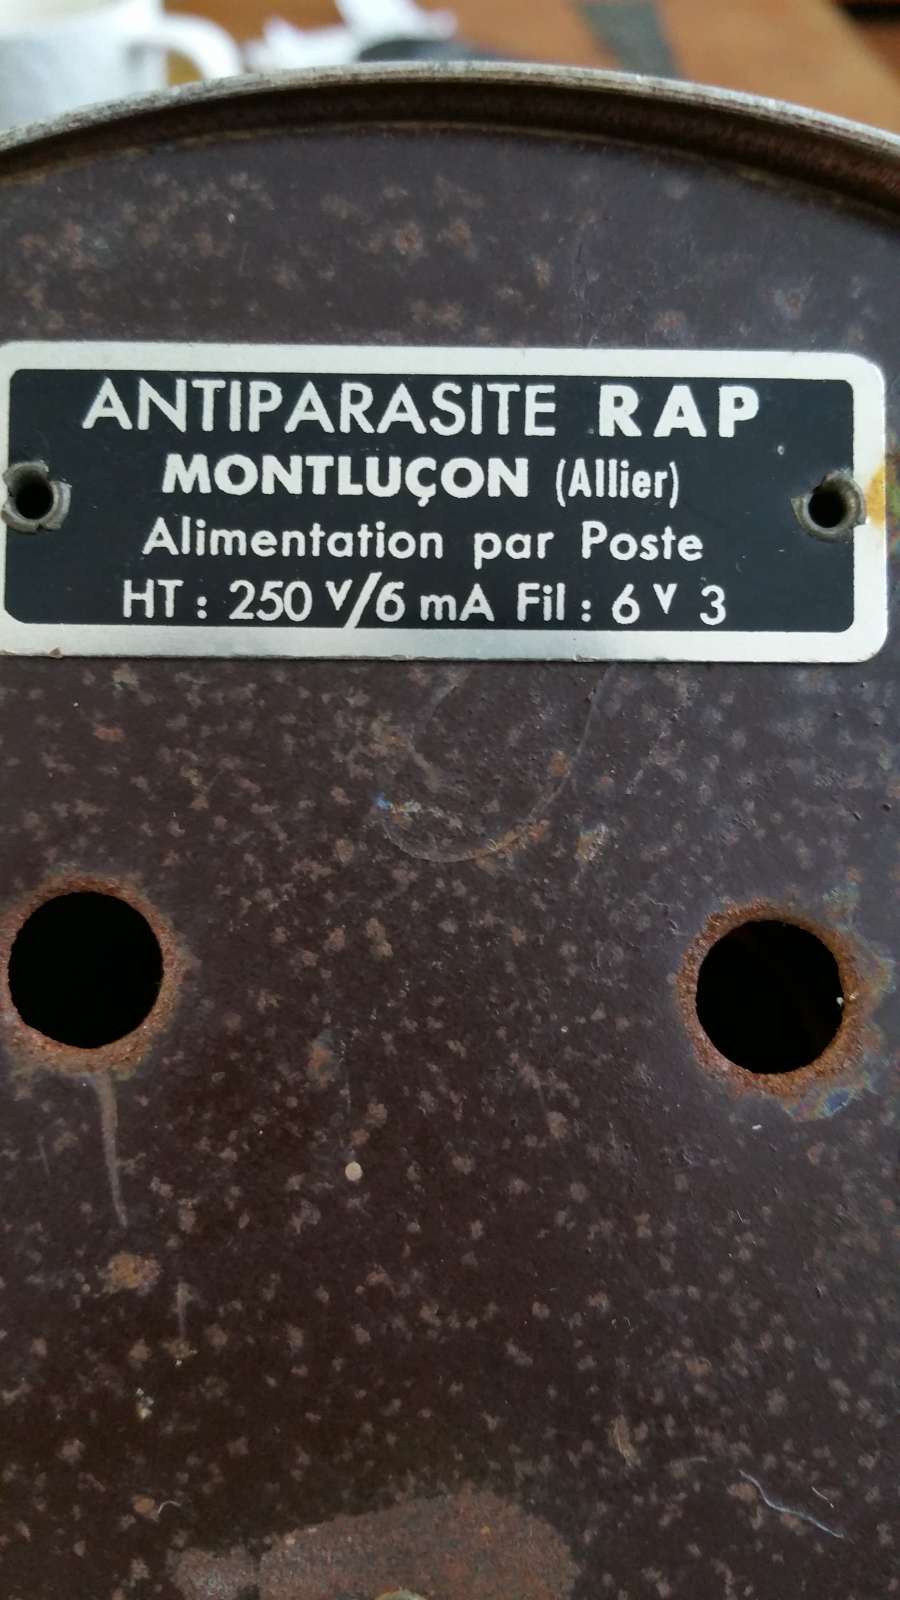 ANTIPARASITE RAP
MONTLUÇON (Allier)
Alimentation par Poste
HT : 250 V/6 mA Fil : 6 V 3